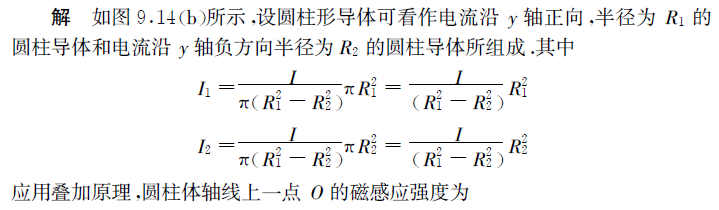 解 如图 9.14(b)所示,设圆柱形导体可看作电流沿 y 轴正向,半径为 R₁ 的
圆柱导体和电流沿 y 轴负方向半径为 R₂ 的圆柱导体所组成,其中
I₁ = \frac{I}{π(R₁² − R₂²)} πR₁² = \frac{I}{(R₁² − R₂²)} R₁²
I₂ = \frac{I}{π(R₁² − R₂²)} πR₂² = \frac{I}{(R₁² − R₂²)} R₂²
应用叠加原理,圆柱体轴线上一点 O 的磁感应强度为